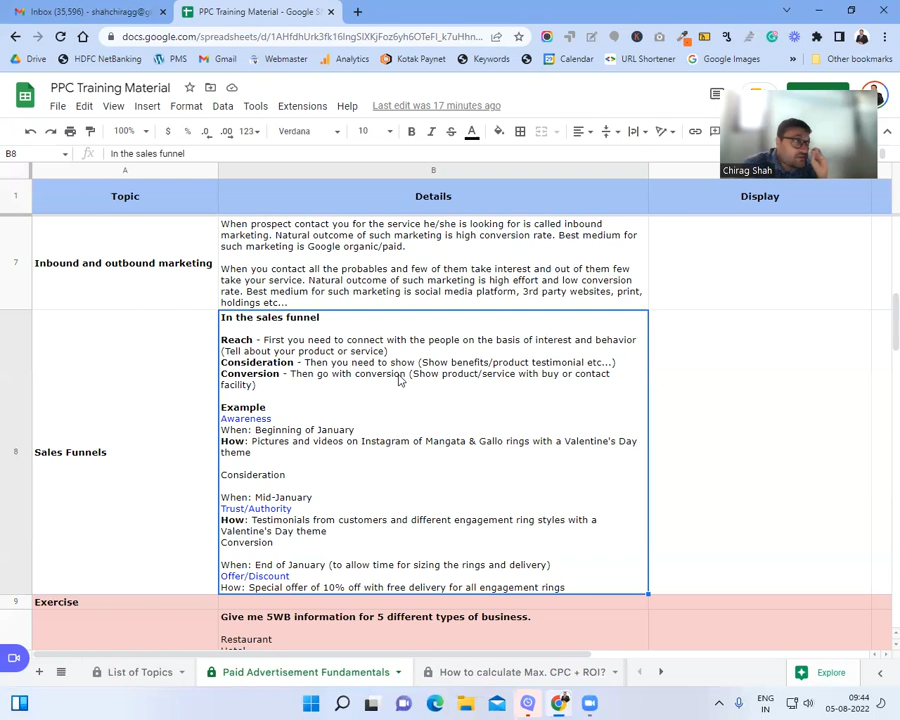 Inbox (35,596) - shahchiragg@g
PPC Training Material - Google S
docs.google.com/spreadsheets/d/1AHfdhUrk3fk16IngSlXKjFoz6yh6OTeFI_k7uHhn...
Drive
HDFC NetBanking
PMS
Gmail
Webmaster
Analytics
Kotak Paynet
Keywords
Calendar
URL Shortener
Google Images
Other bookmarks
PPC Training Material
File Edit View Insert Format Data Tools Extensions Help Last edit was 17 minutes ago
100% $ % .0 .00 123 Verdana 10 B I S A
B8 fx In the sales funnel
Chirag Shah
A B
1 Topic Details Display
7 Inbound and outbound marketing
When prospect contact you for the service he/she is looking for is called inbound
marketing. Natural outcome of such marketing is high conversion rate. Best medium for
such marketing is Google organic/paid.
When you contact all the probables and few of them take interest and out of them few
take your service. Natural outcome of such marketing is high effort and low conversion
rate. Best medium for such marketing is social media platform, 3rd party websites, print,
holdings etc...
8 Sales Funnels
In the sales funnel
Reach - First you need to connect with the people on the basis of interest and behavior
(Tell about your product or service)
Consideration - Then you need to show (Show benefits/product testimonial etc...)
Conversion - Then go with conversion (Show product/service with buy or contact
facility)
Example
Awareness
When: Beginning of January
How: Pictures and videos on Instagram of Mangata & Gallo rings with a Valentine's Day
theme
Consideration
When: Mid-January
Trust/Authority
How: Testimonials from customers and different engagement ring styles with a
Valentine's Day theme
Conversion
When: End of January (to allow time for sizing the rings and delivery)
Offer/Discount
How: Special offer of 10% off with free delivery for all engagement rings
9 Exercise
Give me 5WB information for 5 different types of business.
Restaurant
Hotel
List of Topics
Paid Advertisement Fundamentals
How to calculate Max. CPC + ROI?
Explore
ENG
IN
09:44
05-08-2022